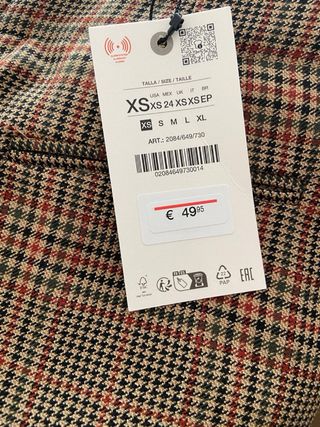 TALLA / SIZE / TAILLE
USA MEX UK IT BR
XS XS 24 XS XS EP
XS S M L XL
ART.: 2084/649/730
02084649730014
€ 49 95
FSC
PAP
EAC